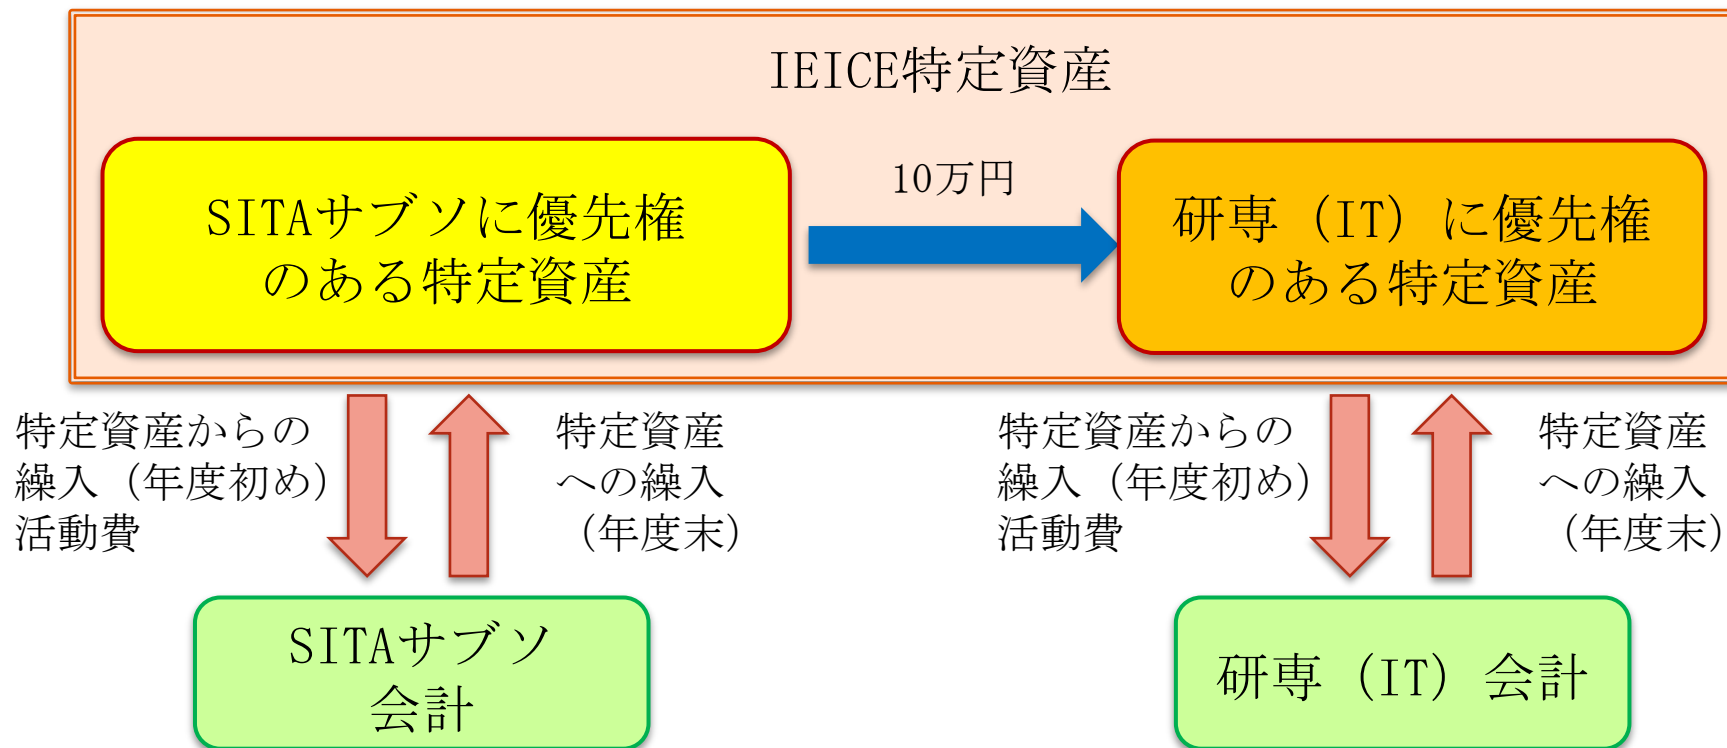 IEICE特定資産
SITAサブソに優先権
のある特定資産
10万円
研専（IT）に優先権
のある特定資産
特定資産からの
繰入（年度初め）
活動費
特定資産
への繰入
（年度末）
特定資産からの
繰入（年度初め）
活動費
特定資産
への繰入
（年度末）
SITAサブソ
会計
研専（IT）会計